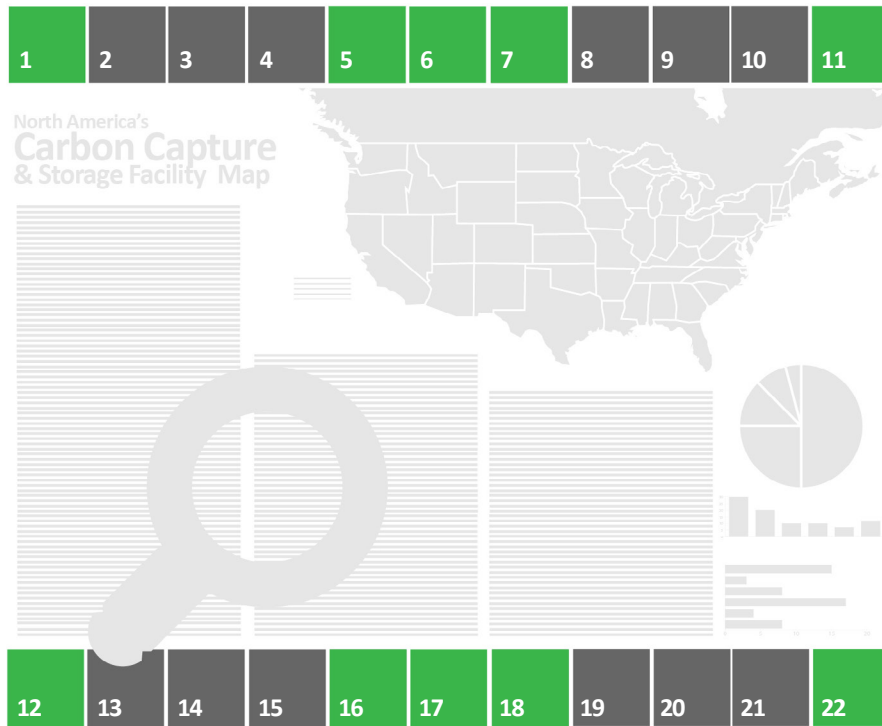 1 2 3 4 5 6 7 8 9 10 11
North America's
Carbon Capture
& Storage Facility Map
12 13 14 15 16 17 18 19 20 21 22